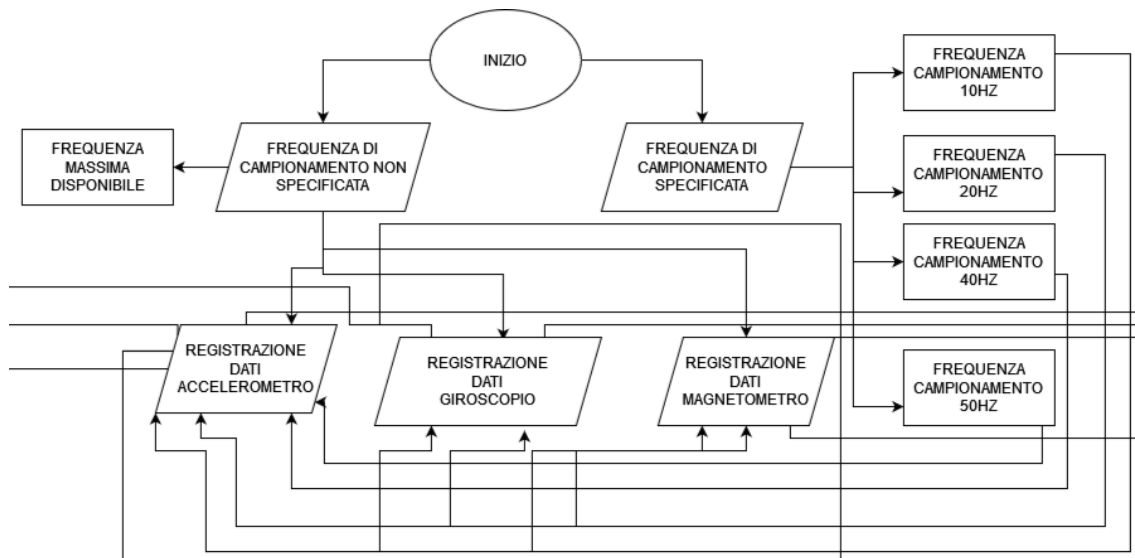 INIZIO
FREQUENZA
CAMPIONAMENTO
10HZ
FREQUENZA
MASSIMA
DISPONIBILE
FREQUENZA DI
CAMPIONAMENTO NON
SPECIFICATA
FREQUENZA DI
CAMPIONAMENTO
SPECIFICATA
FREQUENZA
CAMPIONAMENTO
20HZ
FREQUENZA
CAMPIONAMENTO
40HZ
REGISTRAZIONE
DATI
ACCELEROMETRO
REGISTRAZIONE
DATI
GIROSCOPIO
REGISTRAZIONE
DATI
MAGNETOMETRO
FREQUENZA
CAMPIONAMENTO
50HZ